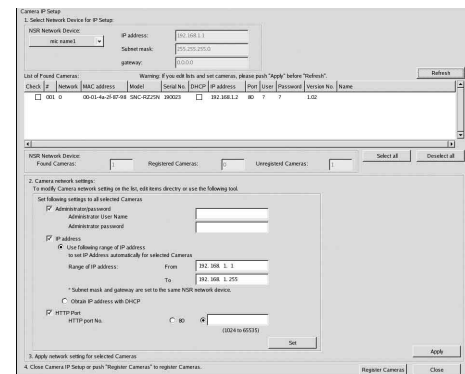 Camera IP Setup
1. Select Network Device for IP Setup
NSR Network Device:
mic name1
IP address: 192.168.1.1
Subnet mask: 255.255.255.0
gateway: 0.0.0.0
Refresh
List of Found Cameras: Warning: If you edit lists and set cameras, please push "Apply" before "Refresh".
Check # Network MAC address Model Serial No. DHCP IP address Port User Password Version No. Name
001 0 00-01-4a-2f-87-98 SNC-RZ25N 190023 192.168.1.2 80 ? ? 1.02
NSR Network Device:
Found Cameras: 1 Registered Cameras: 0 Unregisterd Cameras: 1
Select all Deselect all
2. Camera network settings:
To modify Camera network setting on the list, edit items directry or use the following tool.
Set following settings to all selected Cameras
Administrator/password
Administrator User Name
Administrator password
IP address
Use following range of IP address
to set IP Address automatically for selected Cameras
Range of IP address: From 192. 168. 1. 1
To 192. 168. 1. 255
* Submit mask and gateway are set to the same NSR network device.
Obtain IP address with DHCP
HTTP Port
HTTP port No. 80
(1024 to 65535)
Set
3. Apply network setting for selected Cameras
Apply
4. Close Camera IP Setup or push "Register Cameras" to register Cameras.
Register Cameras Close